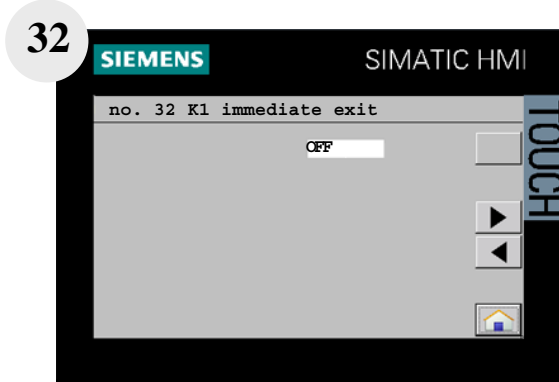 32
SIEMENS
SIMATIC HMI
no. 32 K1 immediate exit
OFF
TOUCH